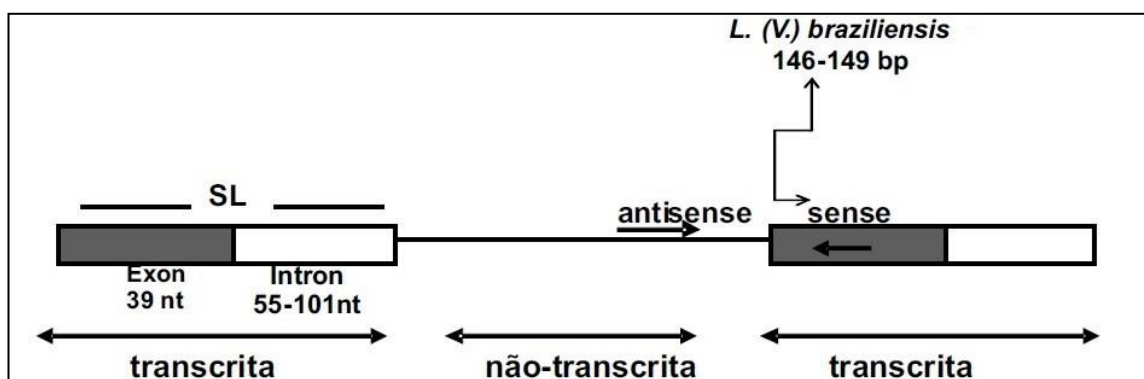 L. (V.) braziliensis
146-149 bp
SL
antisense
sense
Exon
39 nt
Intron
55-101nt
transcrita
não-transcrita
transcrita